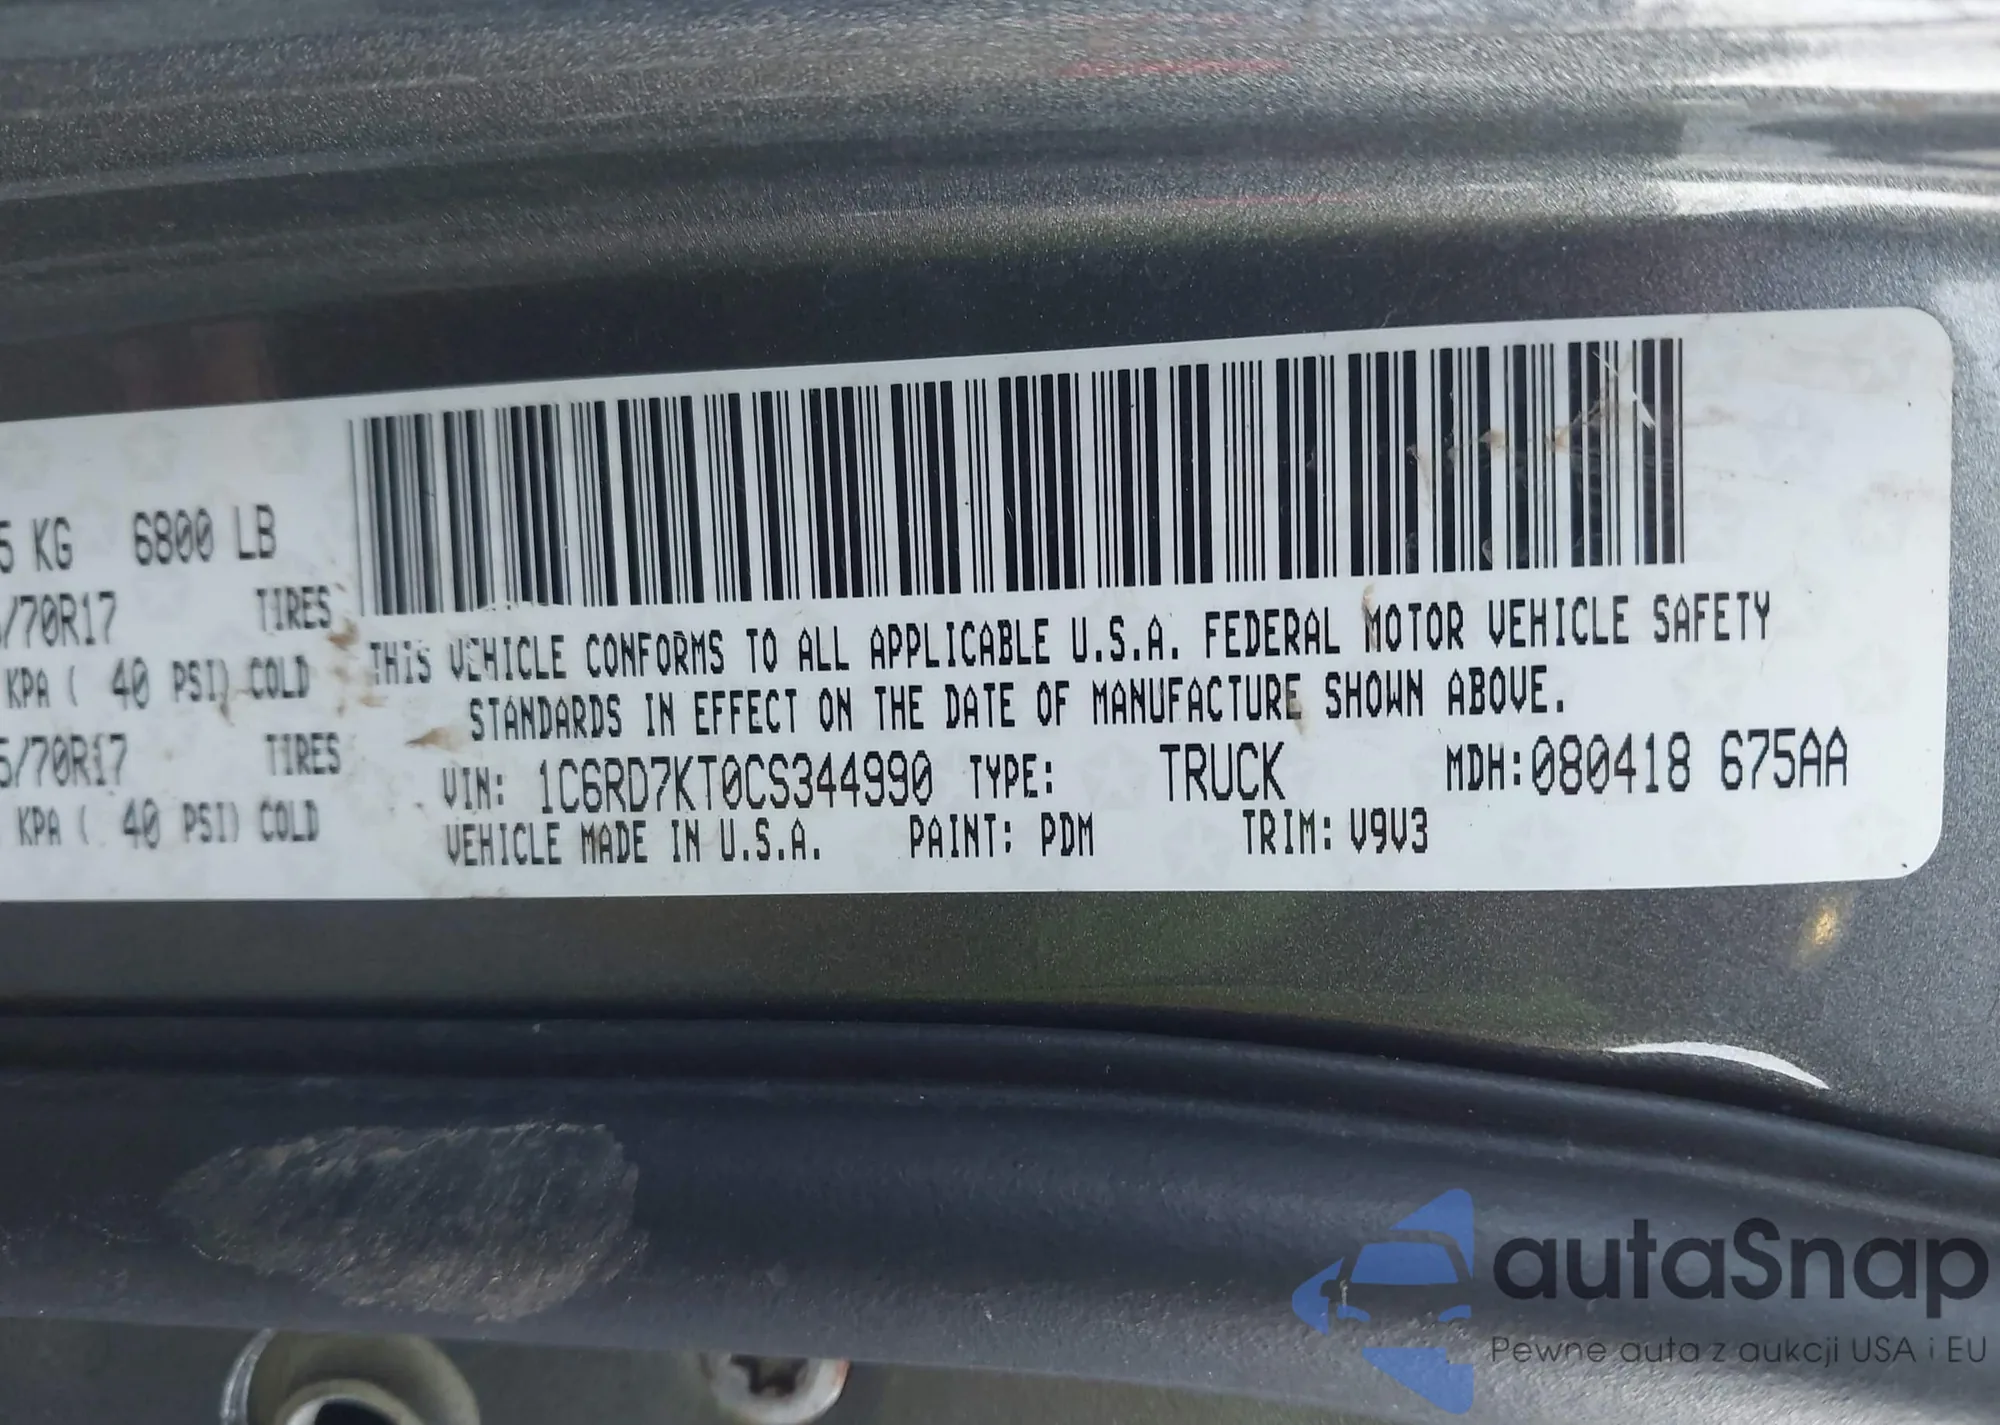 5 KG 6800 LB
/70R17 TIRES
KPA ( 40 PSI) COLD
5/70R17 TIRES
KPA ( 40 PSI) COLD
THIS VEHICLE CONFORMS TO ALL APPLICABLE U.S.A. FEDERAL MOTOR VEHICLE SAFETY
STANDARDS IN EFFECT ON THE DATE OF MANUFACTURE SHOWN ABOVE.
VIN: 1C6RD7KT0CS344990 TYPE: TRUCK MDH:080418 675AA
VEHICLE MADE IN U.S.A. PAINT: PDM TRIM: V9V3
autaSnap
Pewne auta z aukcji USA i EU